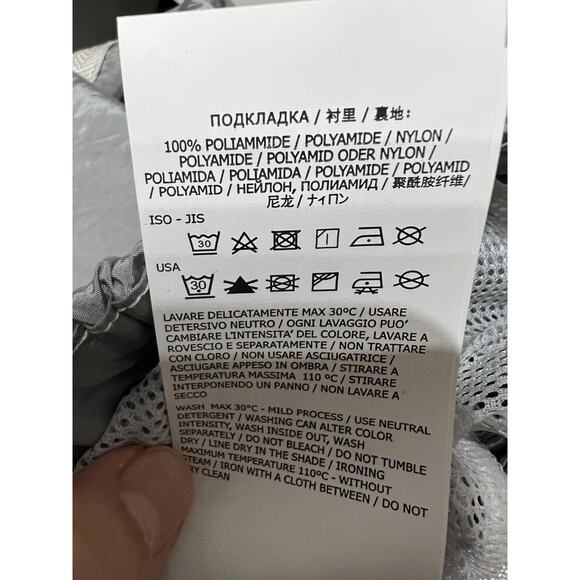 ПОДКЛАДКА / 衬里 / 裏地:
100% POLIAMMIDE / POLYAMIDE / NYLON /
POLYAMIDE / POLYAMID ODER NYLON /
POLIAMIDA / POLIAMIDA / POLYAMIDE / POLYAMID
/ POLYAMID / НЕЙЛОН, ПОЛИАМИД / 聚酰胺纤维/
尼龙 / ナイロン
ISO - JIS
30
USA
30
LAVARE DELICATAMENTE MAX 30ºC / USARE
DETERSIVO NEUTRO / OGNI LAVAGGIO PUO'
CAMBIARE L'INTENSITA' DEL COLORE, LAVARE A
ROVESCIO E SEPARATAMENTE / NON TRATTARE
CON CLORO / NON USARE ASCIUGATRICE /
ASCIUGARE APPESO IN OMBRA / STIRARE A
TEMPERATURA MASSIMA 110 ºC / STIRARE
INTERPONENDO UN PANNO / NON LAVARE A
SECCO
WASH MAX 30ºC - MILD PROCESS / USE NEUTRAL
DETERGENT / WASHING CAN ALTER COLOR
INTENSITY, WASH INSIDE OUT, WASH
SEPARATELY / DO NOT BLEACH / DO NOT TUMBLE
DRY / LINE DRY IN THE SHADE / IRONING
MAXIMUM TEMPERATURE 110ºC - WITHOUT
STEAM / IRON WITH A CLOTH BETWEEN / DO NOT
DRY CLEAN